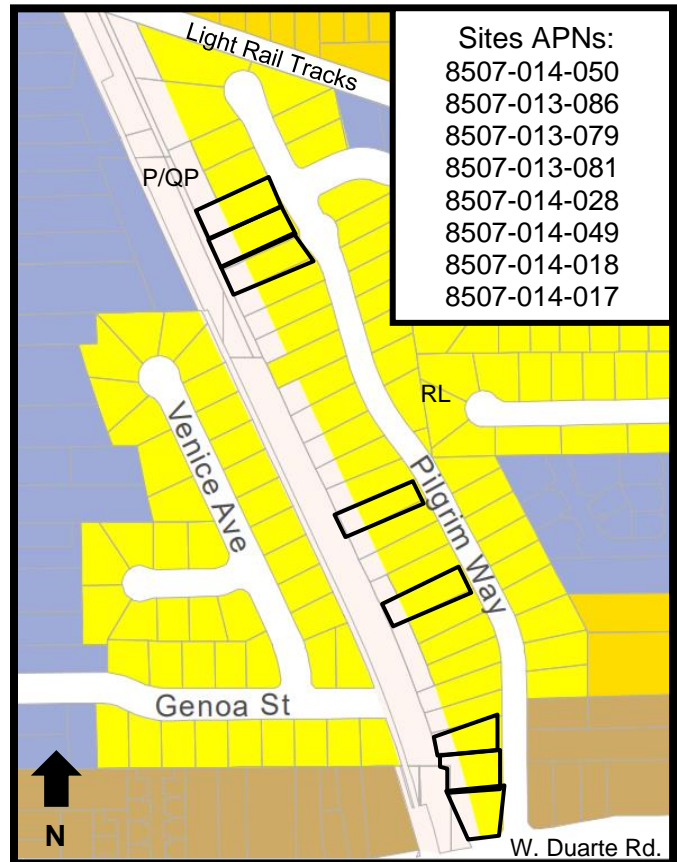 Light Rail Tracks
Sites APNs:
8507-014-050
8507-013-086
8507-013-079
8507-013-081
8507-014-028
8507-014-049
8507-014-018
8507-014-017
P/QP
RL
Venice Ave
Pilgrim Way
Genoa St
N
W. Duarte Rd.